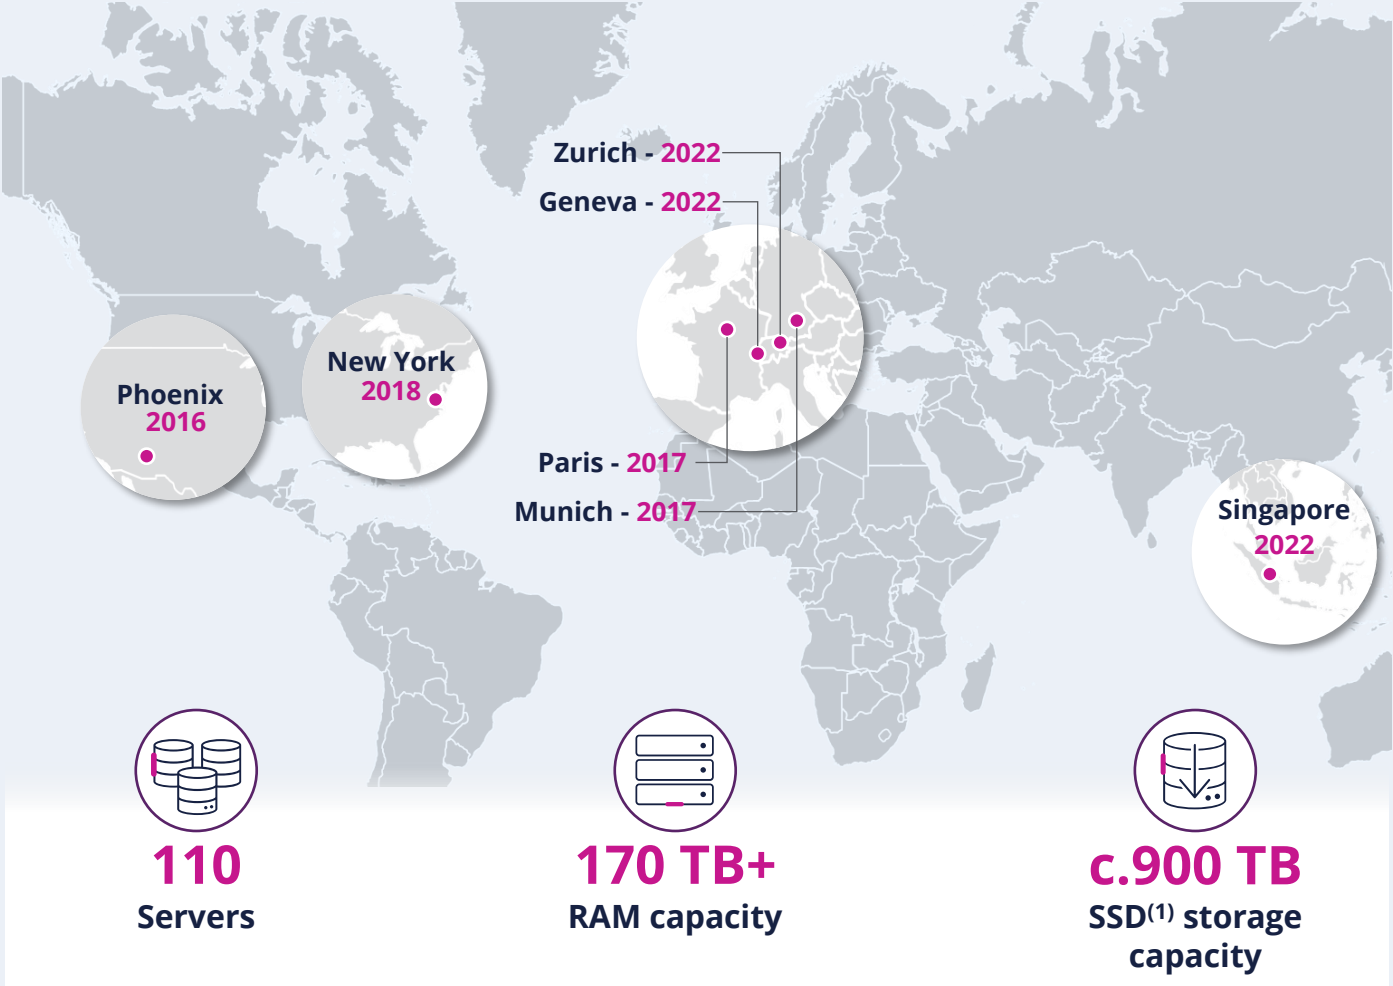 Zurich - 2022
Geneva - 2022
New York
2018
Phoenix
2016
Paris - 2017
Munich - 2017
Singapore
2022
110
Servers
170 TB+
RAM capacity
c.900 TB
SSD(1) storage
capacity